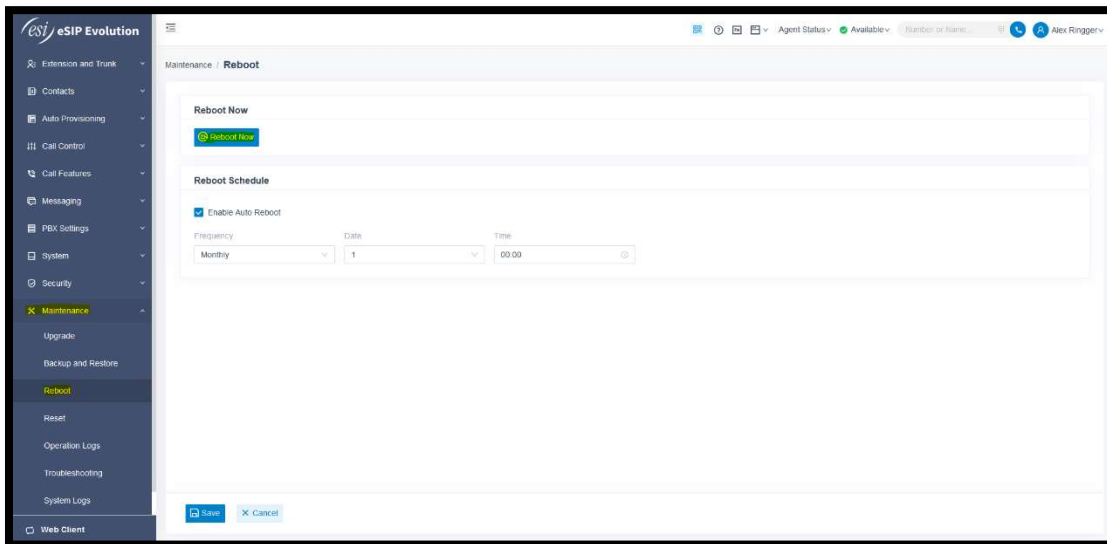 esi eSIP Evolution
Agent Status Available Number or Name... Alex Ringger
Extension and Trunk
Contacts
Auto Provisioning
Call Control
Call Features
Messaging
PBX Settings
System
Security
Maintenance
Upgrade
Backup and Restore
Reboot
Reset
Operation Logs
Troubleshooting
System Logs
Web Client
Maintenance / Reboot
Reboot Now
Reboot Now
Reboot Schedule
Enable Auto Reboot
Frequency Date Time
Monthly 1 00:00
Save Cancel